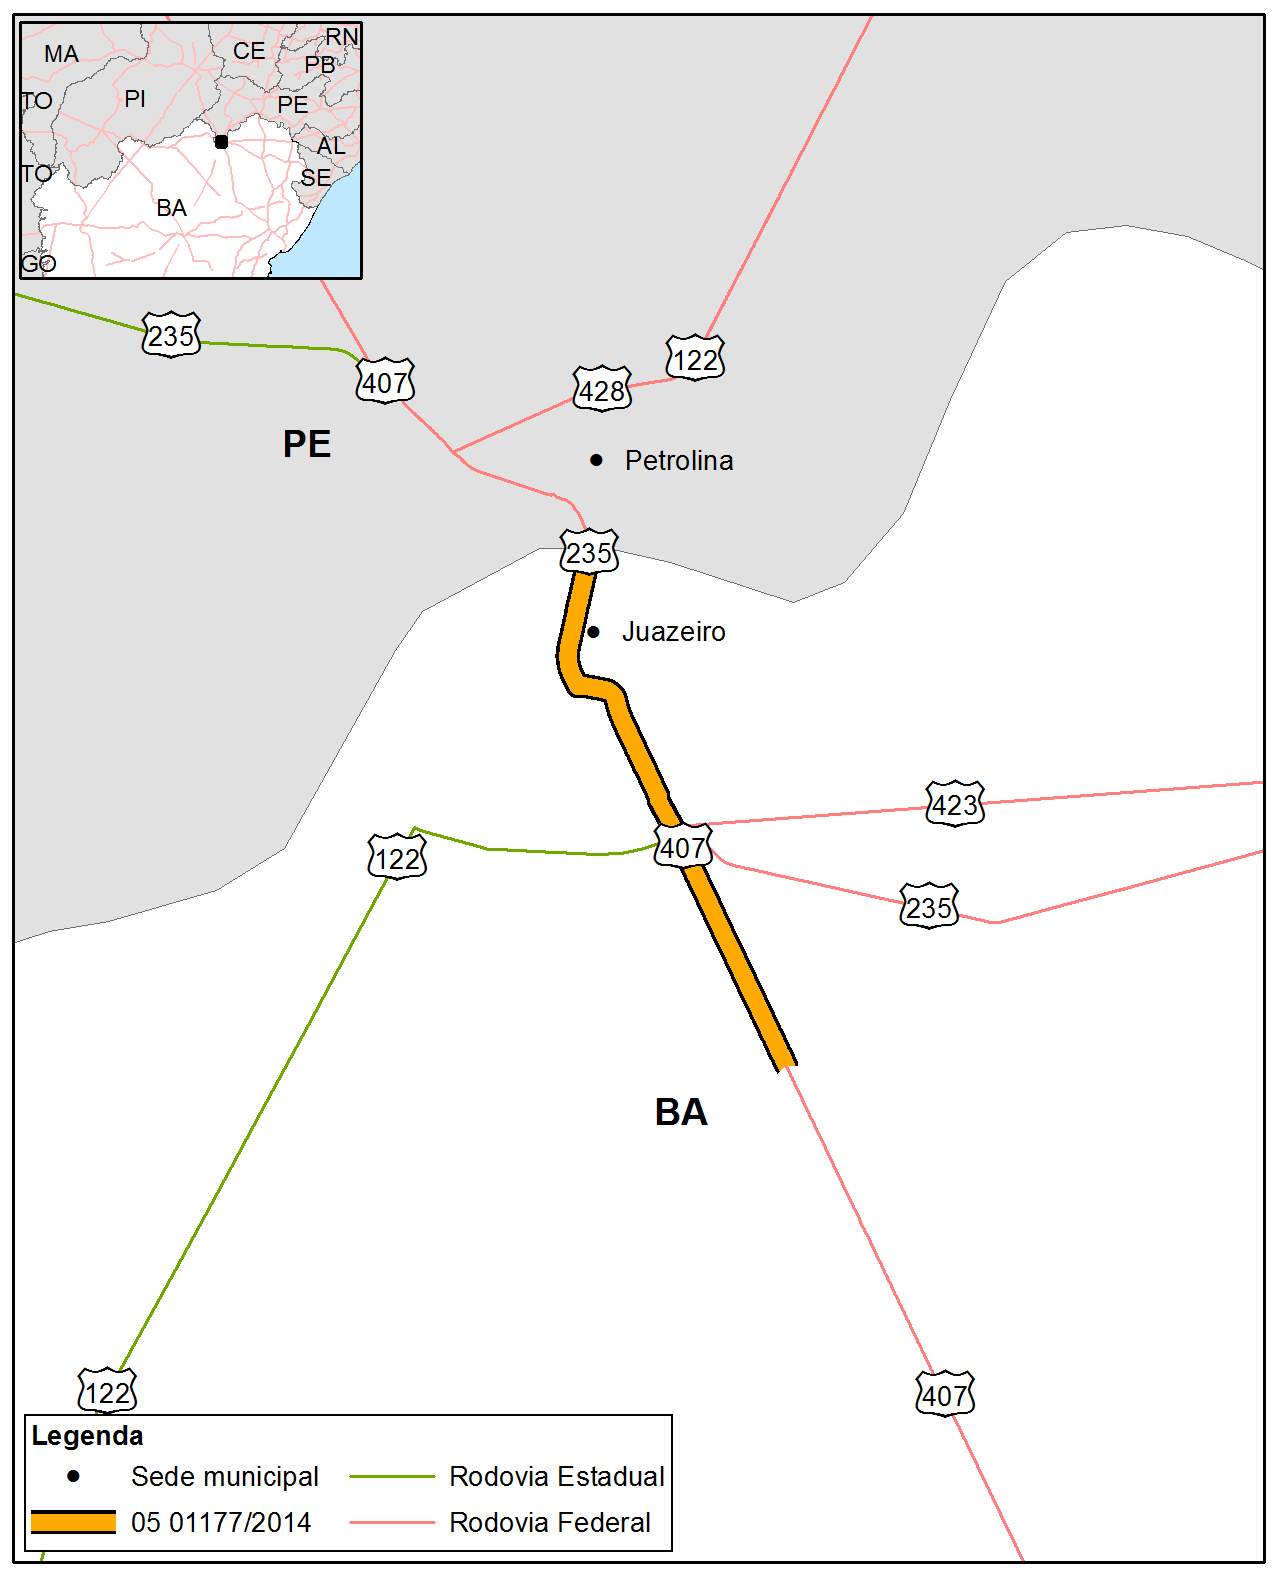 MA
CE
RN
PB
TO
PI
PE
AL
TO
SE
BA
GO
235
407
428
122
PE
Petrolina
235
Juazeiro
423
407
122
235
BA
122
407
Legenda
Sede municipal
Rodovia Estadual
05 01177/2014
Rodovia Federal